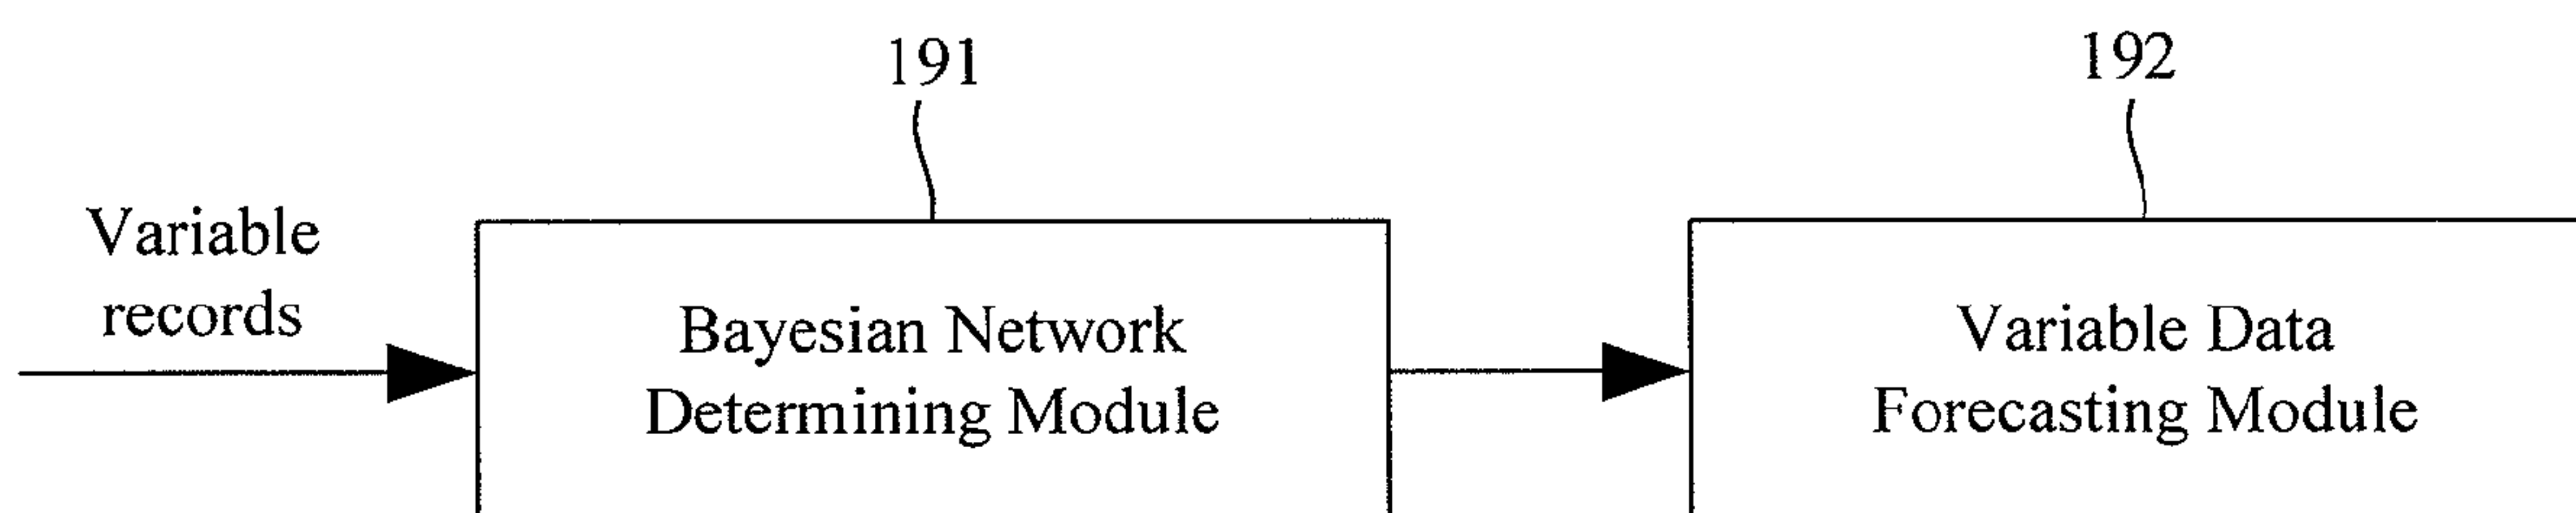 191
192
Variable
records
Bayesian Network
Determining Module
Variable Data
Forecasting Module